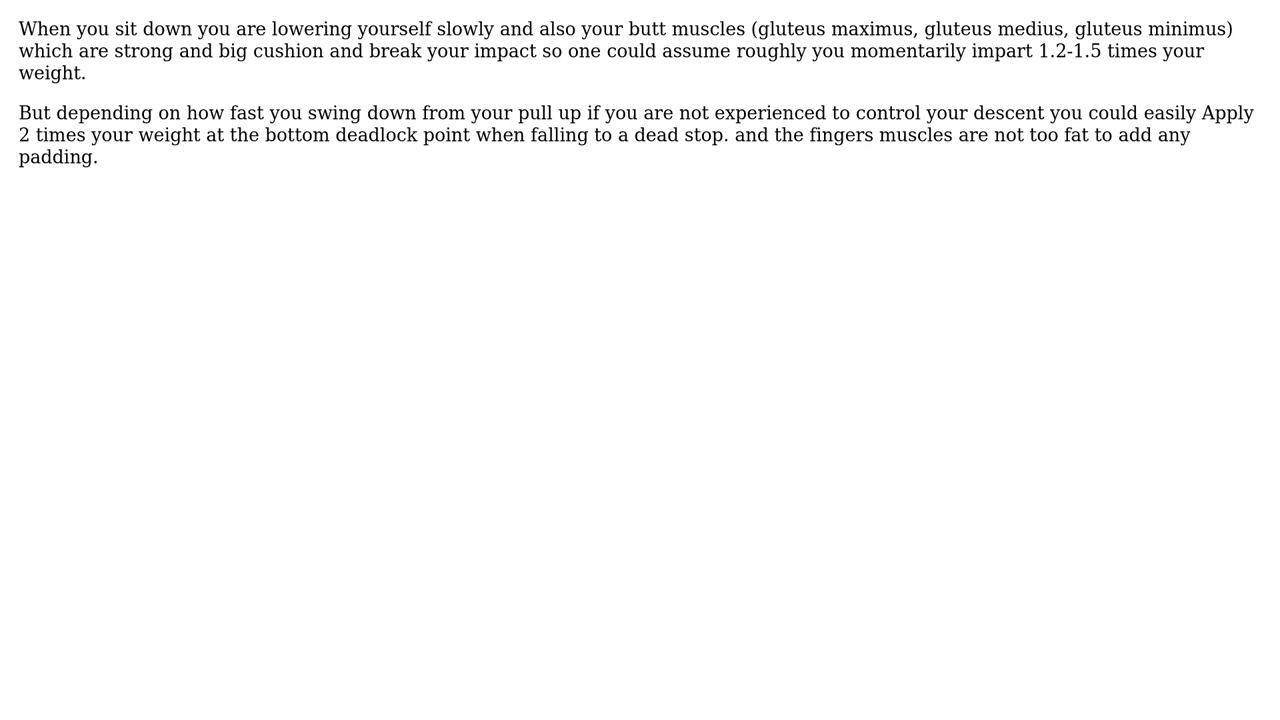 When you sit down you are lowering yourself slowly and also your butt muscles (gluteus maximus, gluteus medius, gluteus minimus)
which are strong and big cushion and break your impact so one could assume roughly you momentarily impart 1.2-1.5 times your
weight.
But depending on how fast you swing down from your pull up if you are not experienced to control your descent you could easily Apply
2 times your weight at the bottom deadlock point when falling to a dead stop. and the fingers muscles are not too fat to add any
padding.